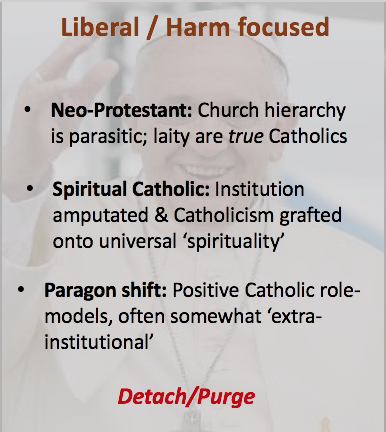 Liberal / Harm focused
• Neo-Protestant: Church hierarchy
is parasitic; laity are true Catholics
• Spiritual Catholic: Institution
amputated & Catholicism grafted
onto universal ‘spirituality’
• Paragon shift: Positive Catholic role-
models, often somewhat ‘extra-
institutional’
Detach/Purge